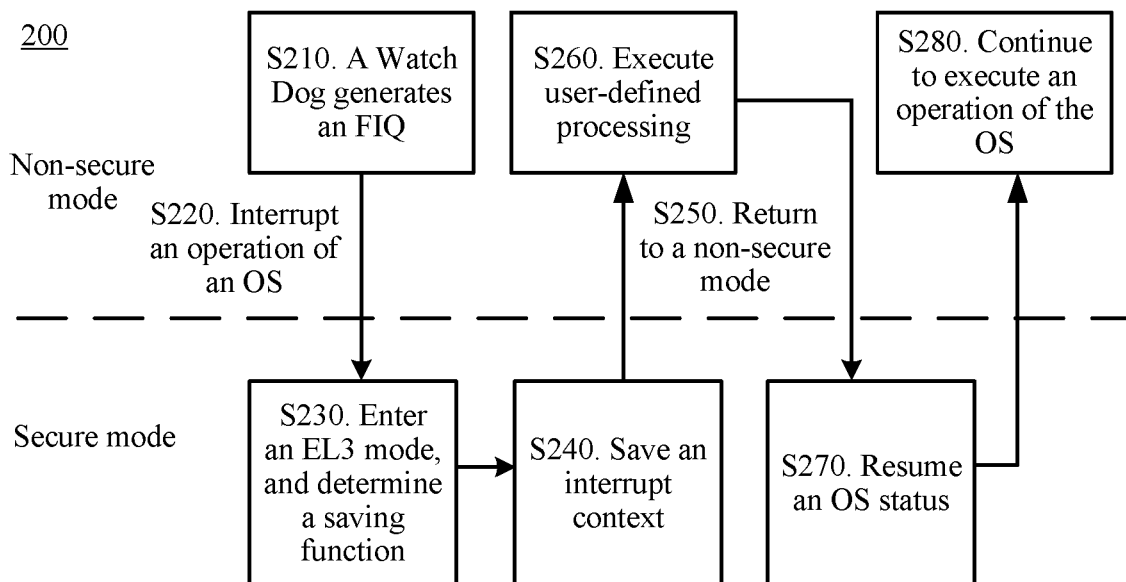 200
S210. A Watch
Dog generates
an FIQ
S260. Execute
user-defined
processing
S280. Continue
to execute an
operation of the
OS
Non-secure
mode
S220. Interrupt
an operation of
an OS
S250. Return
to a non-secure
mode
Secure mode
S230. Enter
an EL3 mode,
and determine
a saving
function
S240. Save an
interrupt
context
S270. Resume
an OS status